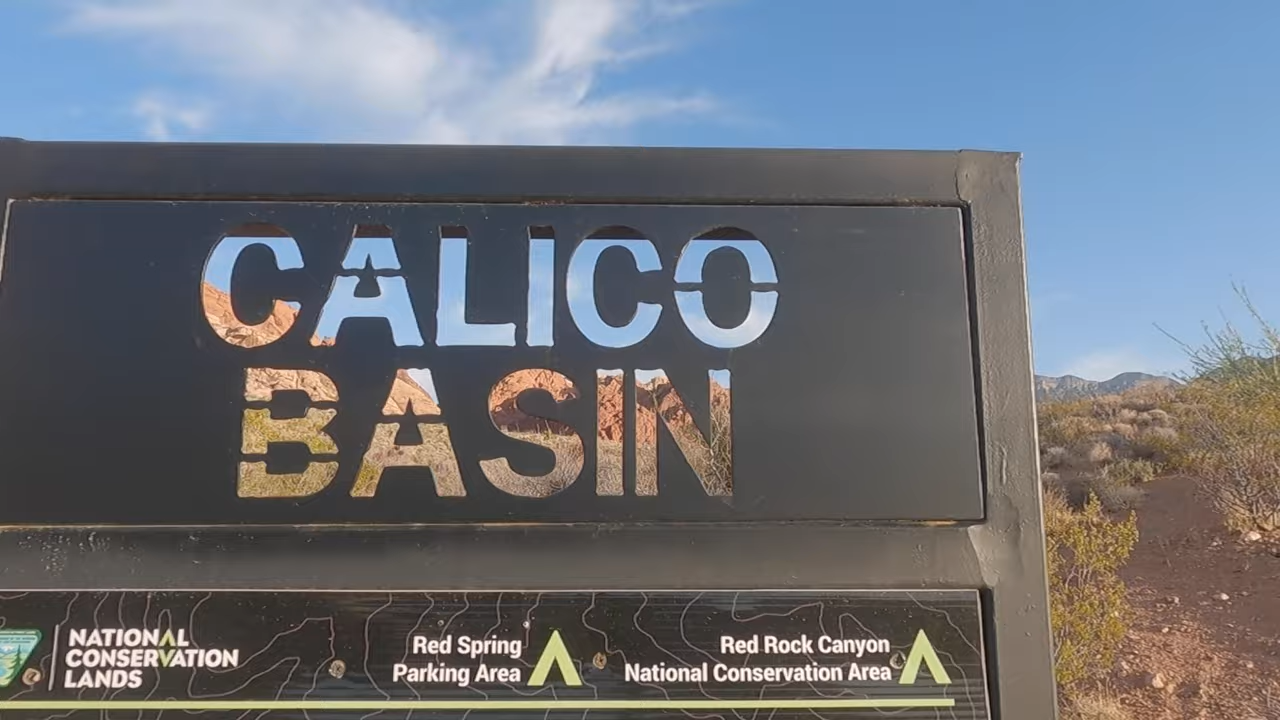 CALICO
BASIN
NATIONAL
CONSERVATION
LANDS
Red Spring
Parking Area
Red Rock Canyon
National Conservation Area